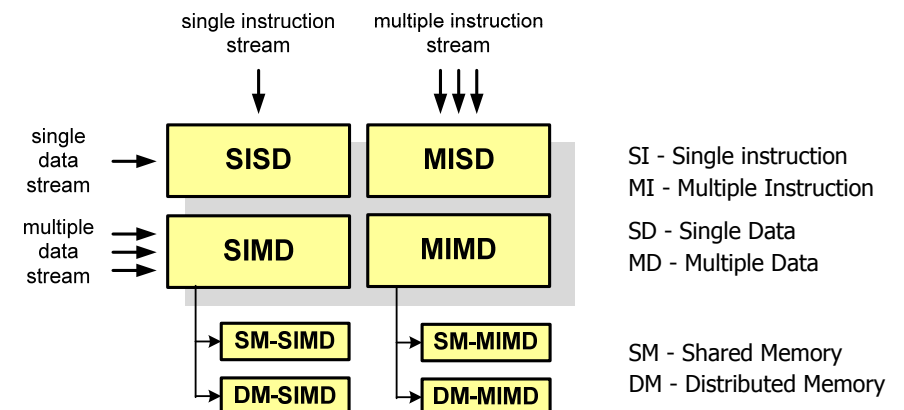 single instruction
stream
multiple instruction
stream
single
data
stream
SISD
MISD
SI - Single instruction
MI - Multiple Instruction
multiple
data
stream
SIMD
MIMD
SD - Single Data
MD - Multiple Data
SM-SIMD
SM-MIMD
DM-SIMD
DM-MIMD
SM - Shared Memory
DM - Distributed Memory